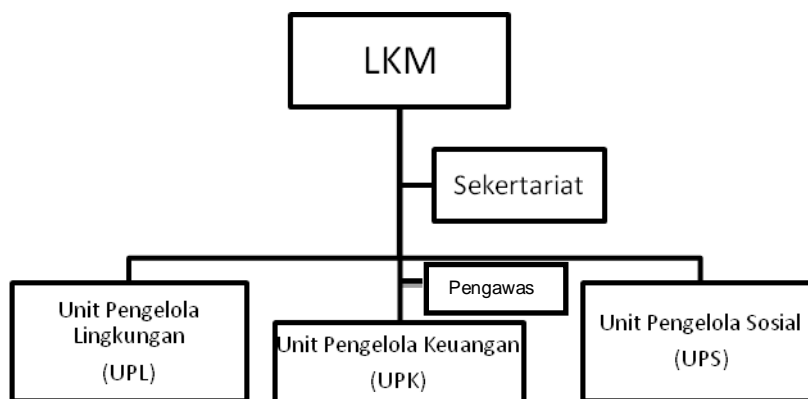 LKM
Sekertariat
Pengawas
Unit Pengelola
Lingkungan
(UPL)
Unit Pengelola Keuangan
(UPK)
Unit Pengelola Sosial
(UPS)